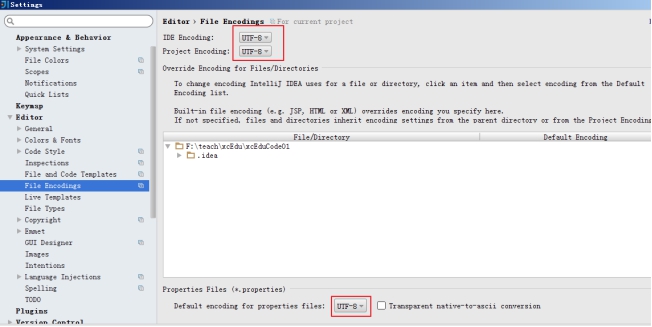 Settings
Editor › File Encodings For current project
IDE Encoding: UTF-8
Project Encoding: UTF-8
Override Encoding for Files/Directories
To change encoding IntelliJ IDEA uses for a file or directory, click an item and then select encoding from the Default
Encoding list.
Built-in file encoding (e.g. JSP, HTML or XML) overrides encoding you specify here.
If not specified, files and directories inherit encoding settings from the parent directory or from the Project Encoding
File/Directory Default Encoding
F:\teach\xcEdu\xcEduCode01
.idea
Properties Files (*.properties)
Default encoding for properties files: UTF-8 Transparent native-to-ascii conversion
Appearance & Behavior
System Settings
File Colors
Scopes
Notifications
Quick Lists
Keymap
Editor
General
Colors & Fonts
Code Style
Inspections
File and Code Templates
File Encodings
Live Templates
File Types
Copyright
Emmet
GUI Designer
Images
Intentions
Language Injections
Spelling
TODO
Plugins
Version Control